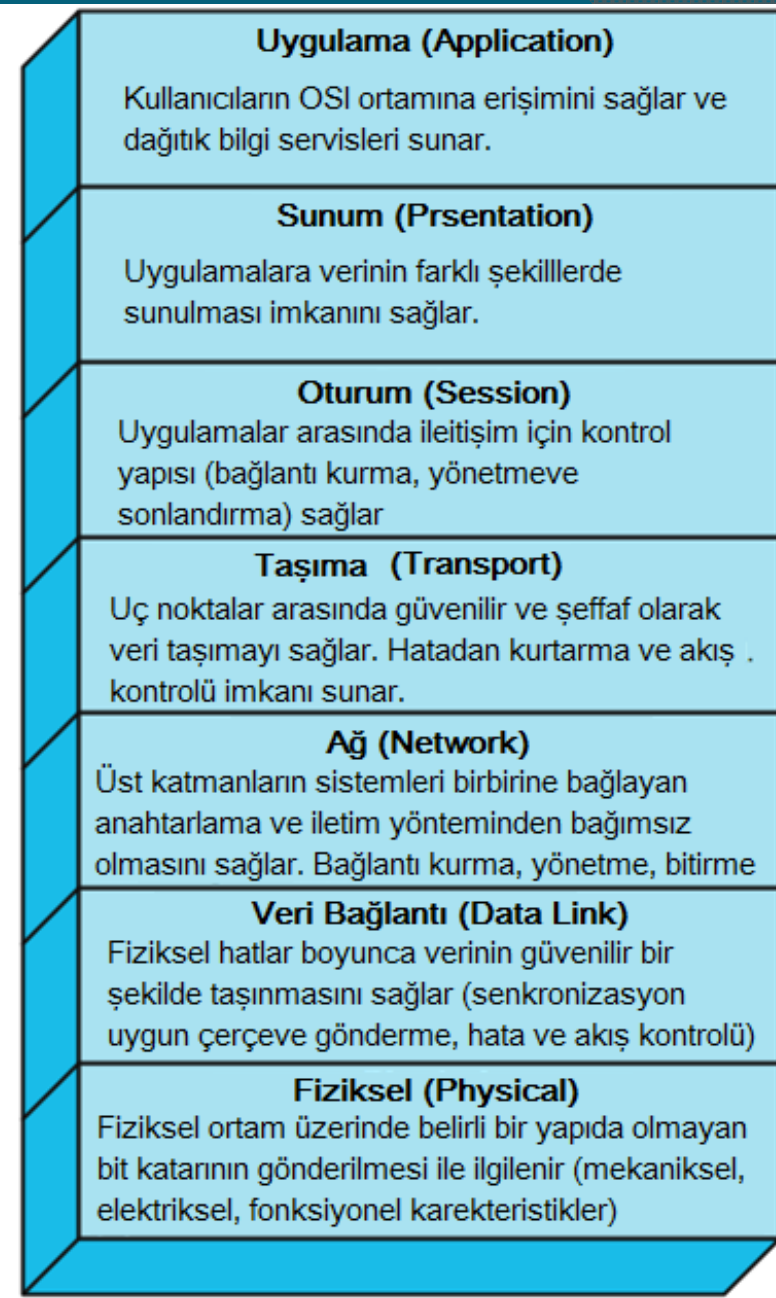 Uygulama (Application)
Kullanıcıların OSI ortamına erişimini sağlar ve
dağıtık bilgi servisleri sunar.
Sunum (Prsentation)
Uygulamalara verinin farklı şekilllerde
sunulması imkanını sağlar.
Oturum (Session)
Uygulamalar arasında ileitişim için kontrol
yapısı (bağlantı kurma, yönetmeve
sonlandırma) sağlar
Taşıma (Transport)
Uç noktalar arasında güvenilir ve şeffaf olarak
veri taşımayı sağlar. Hatadan kurtarma ve akış .
kontrolü imkanı sunar.
Ağ (Network)
Üst katmanların sistemleri birbirine bağlayan
anahtarlama ve iletim yönteminden bağımsız
olmasını sağlar. Bağlantı kurma, yönetme, bitirme
Veri Bağlantı (Data Link)
Fiziksel hatlar boyunca verinin güvenilir bir
şekilde taşınmasını sağlar (senkronizasyon
uygun çerçeve gönderme, hata ve akış kontrolü)
Fiziksel (Physical)
Fiziksel ortam üzerinde belirli bir yapıda olmayan
bit katarının gönderilmesi ile ilgilenir (mekaniksel,
elektriksel, fonksiyonel karekteristikler)